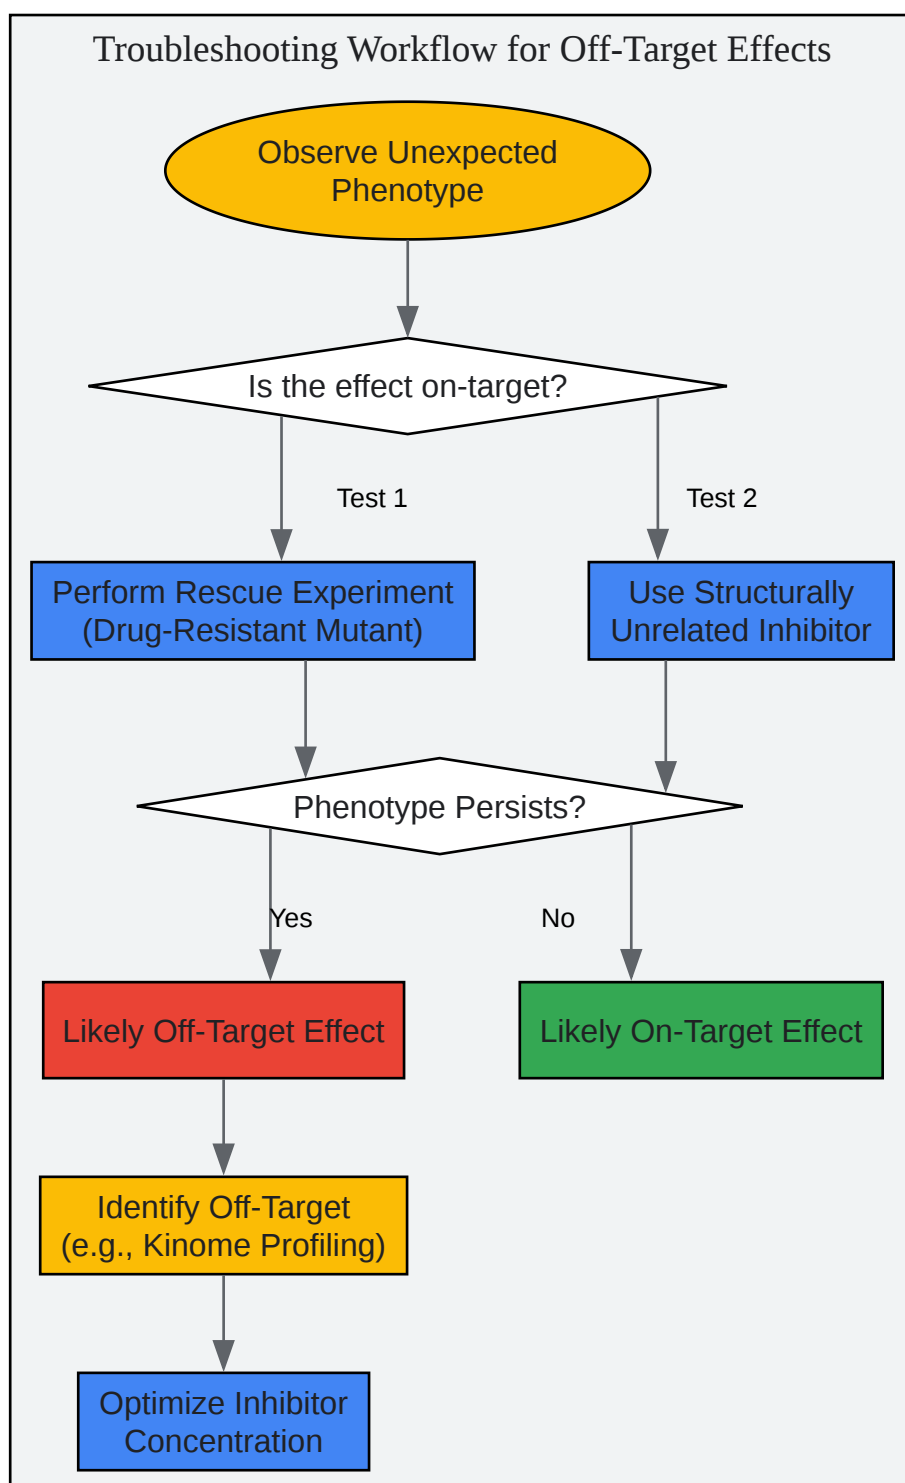 Troubleshooting Workflow for Off-Target Effects
Observe Unexpected
Phenotype
Is the effect on-target?
Test 1
Test 2
Perform Rescue Experiment
(Drug-Resistant Mutant)
Use Structurally
Unrelated Inhibitor
Phenotype Persists?
Yes
No
Likely Off-Target Effect
Likely On-Target Effect
Identify Off-Target
(e.g., Kinome Profiling)
Optimize Inhibitor
Concentration